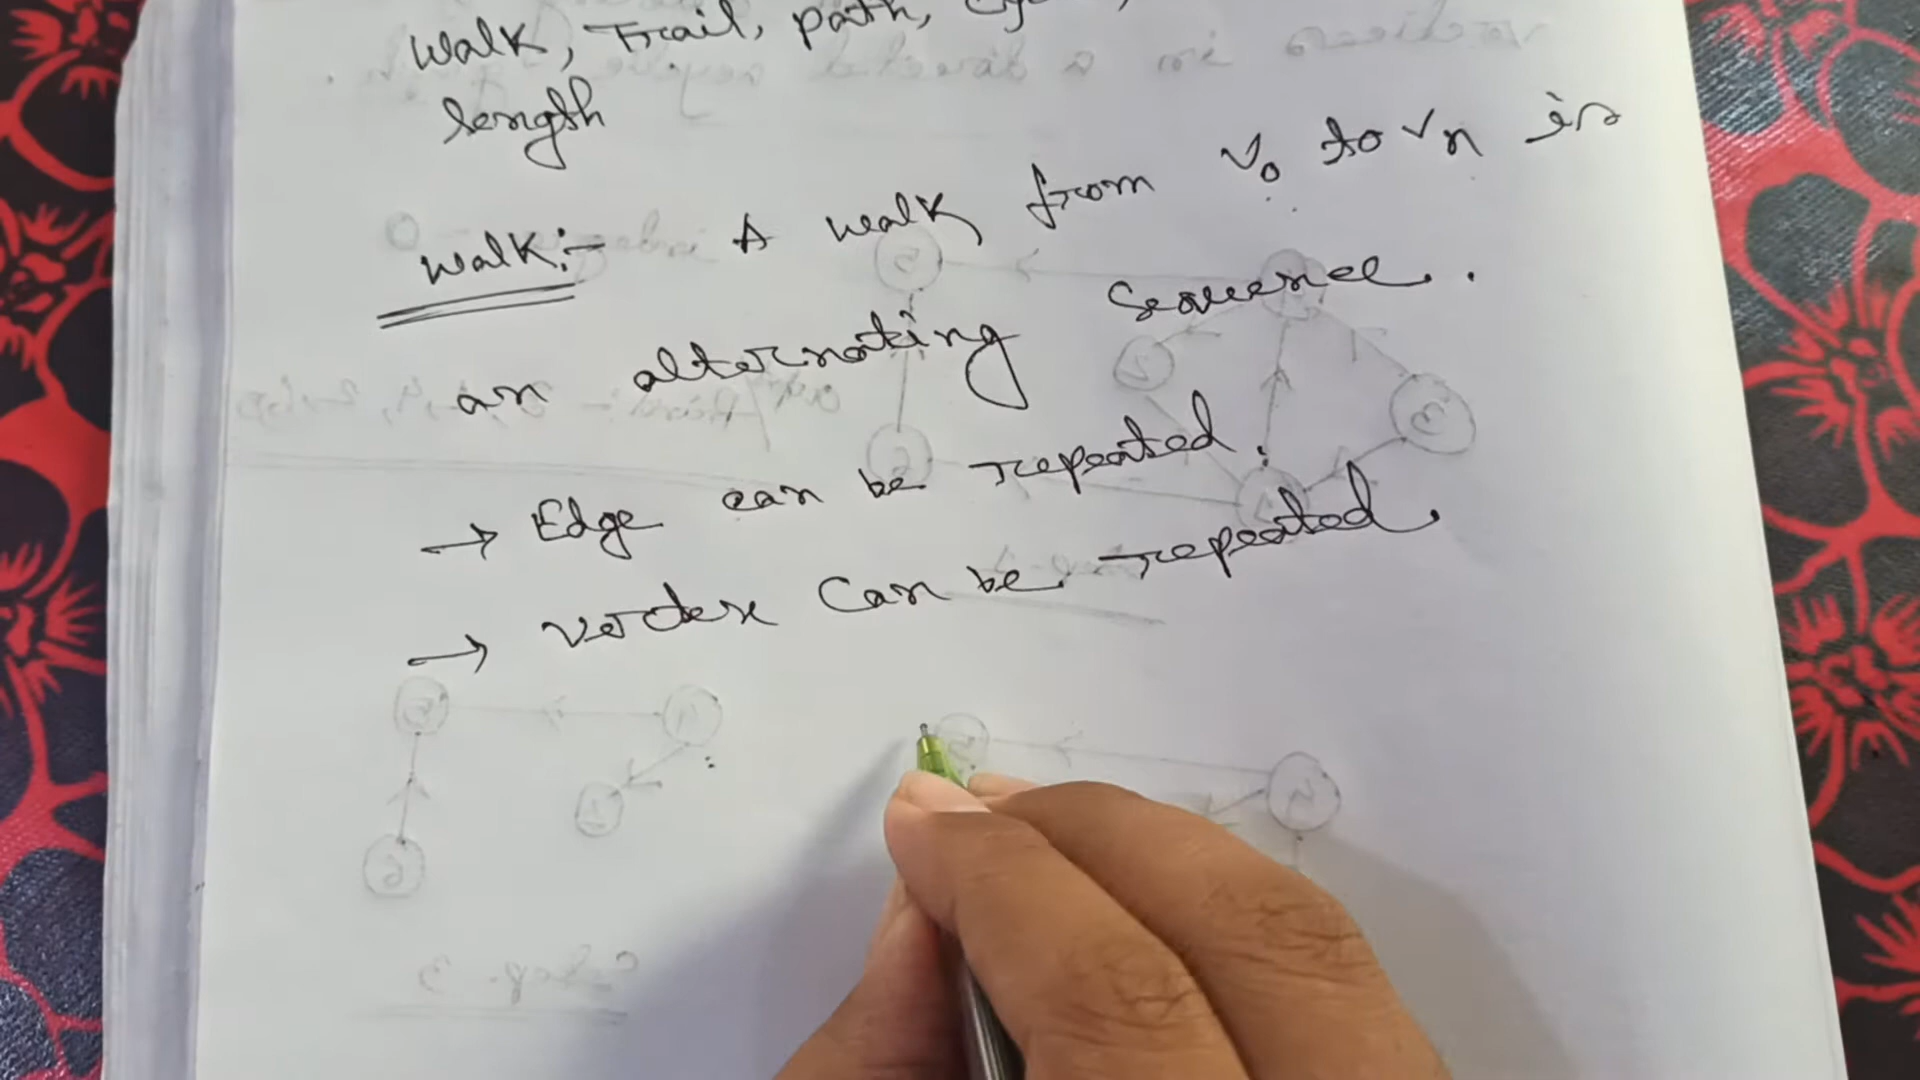 Walk, Trail, path,
length
Walk:- A walk from v₀ to vn is
an alternating sequence.
→ Edge can be repeated.
→ Vertex can be repeated.